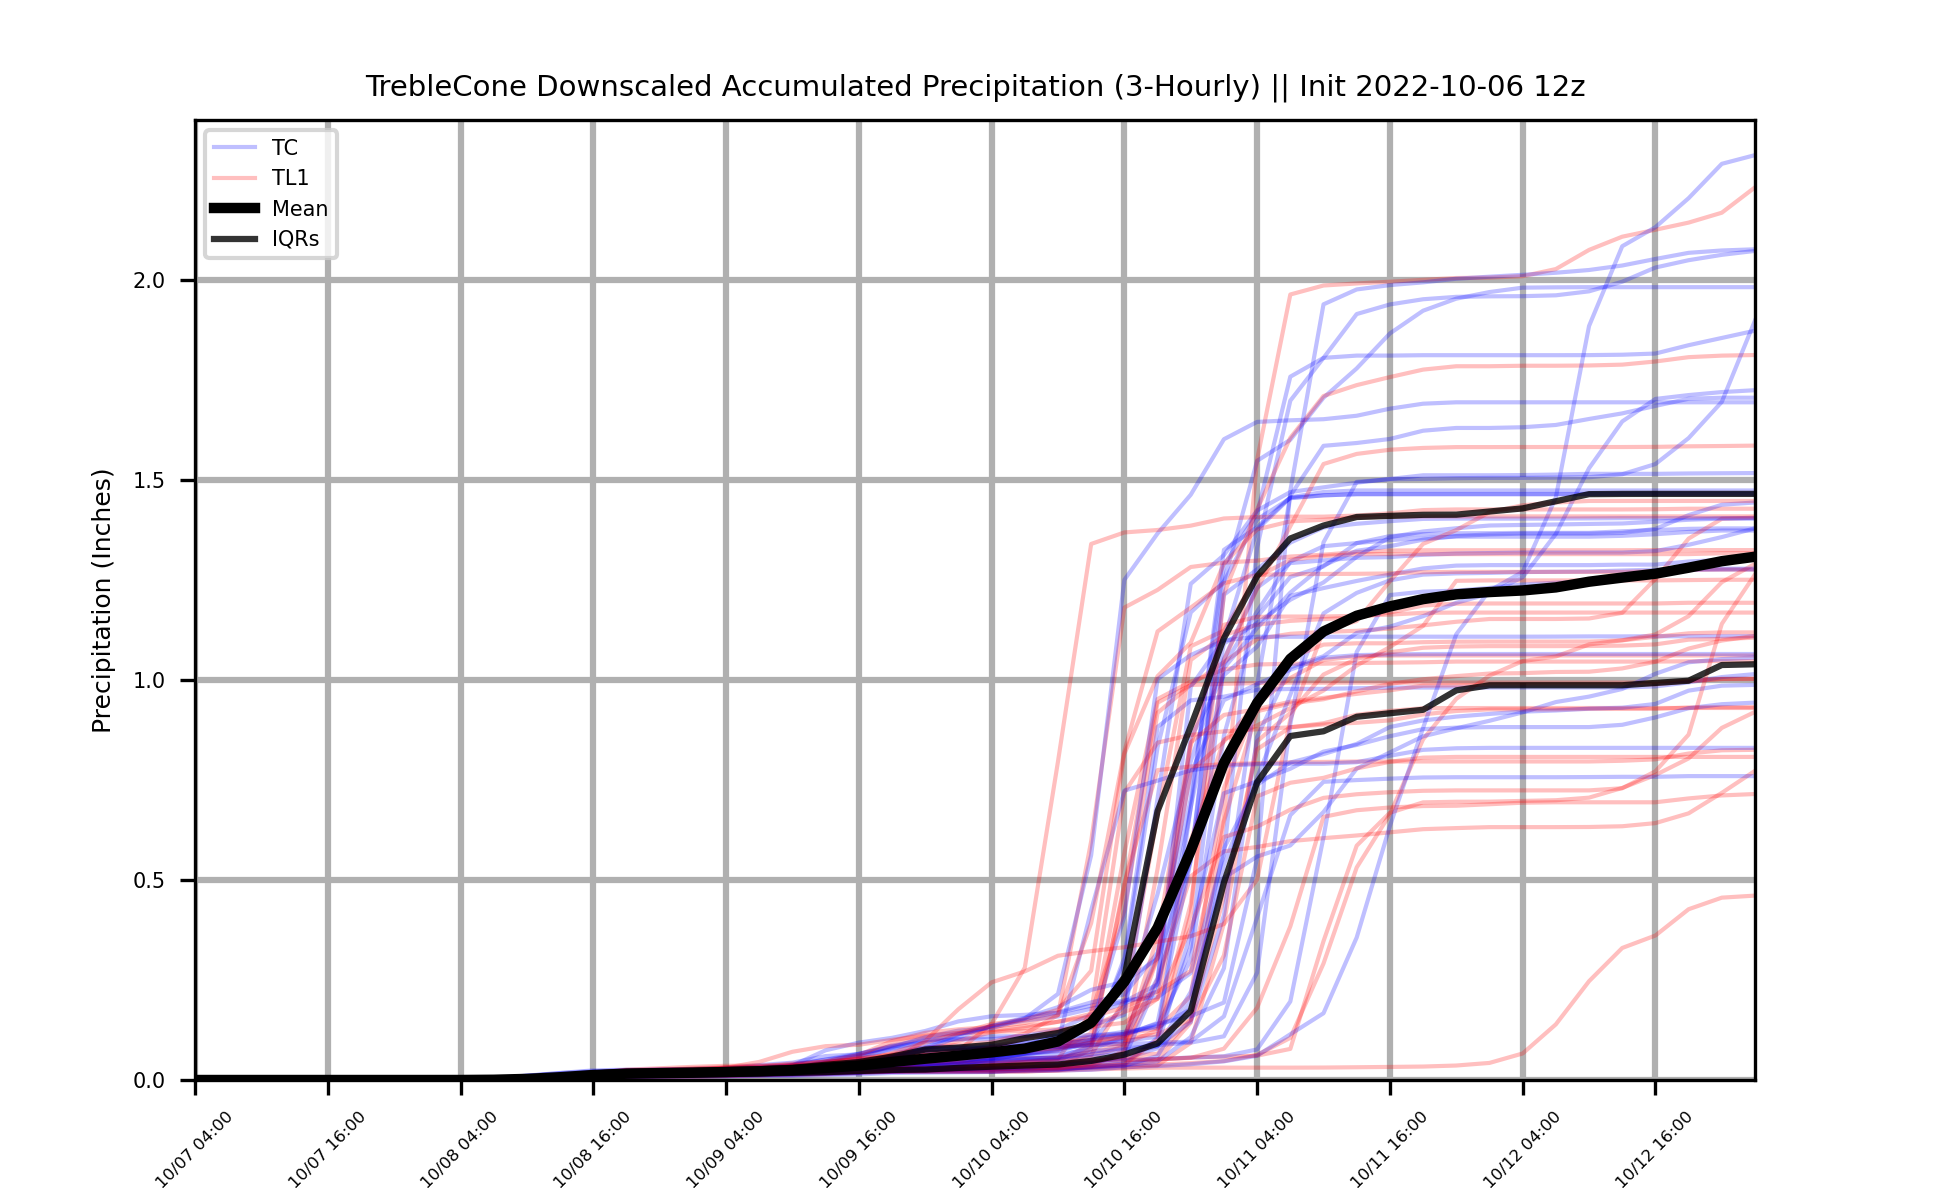 TrebleCone Downscaled Accumulated Precipitation (3-Hourly) || Init 2022-10-06 12z
TC
TL1
Mean
IQRs
Precipitation (Inches)
2.0
1.5
1.0
0.5
0.0
10/07 04:00
10/07 16:00
10/08 04:00
10/08 16:00
10/09 04:00
10/09 16:00
10/10 04:00
10/10 16:00
10/11 04:00
10/11 16:00
10/12 04:00
10/12 16:00